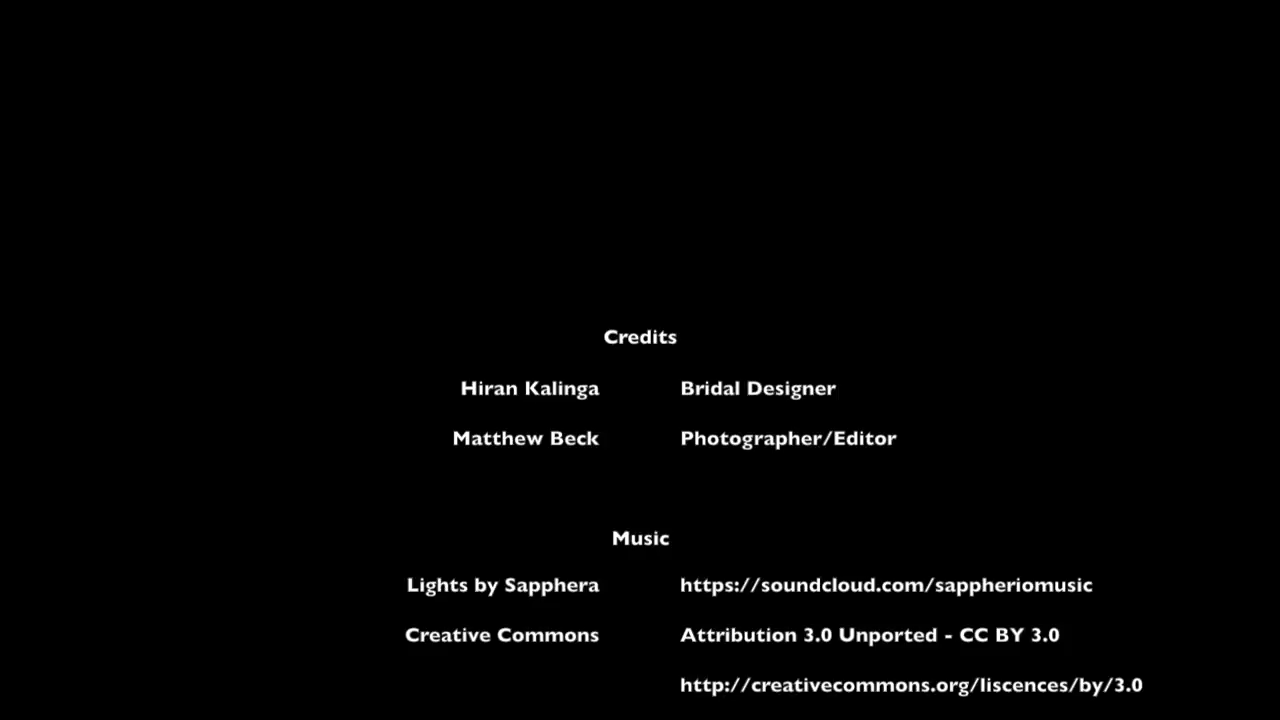 Credits
Hiran Kalinga Bridal Designer
Matthew Beck Photographer/Editor
Music
Lights by Sapphera https://soundcloud.com/sappheriomusic
Creative Commons Attribution 3.0 Unported - CC BY 3.0
http://creativecommons.org/liscences/by/3.0